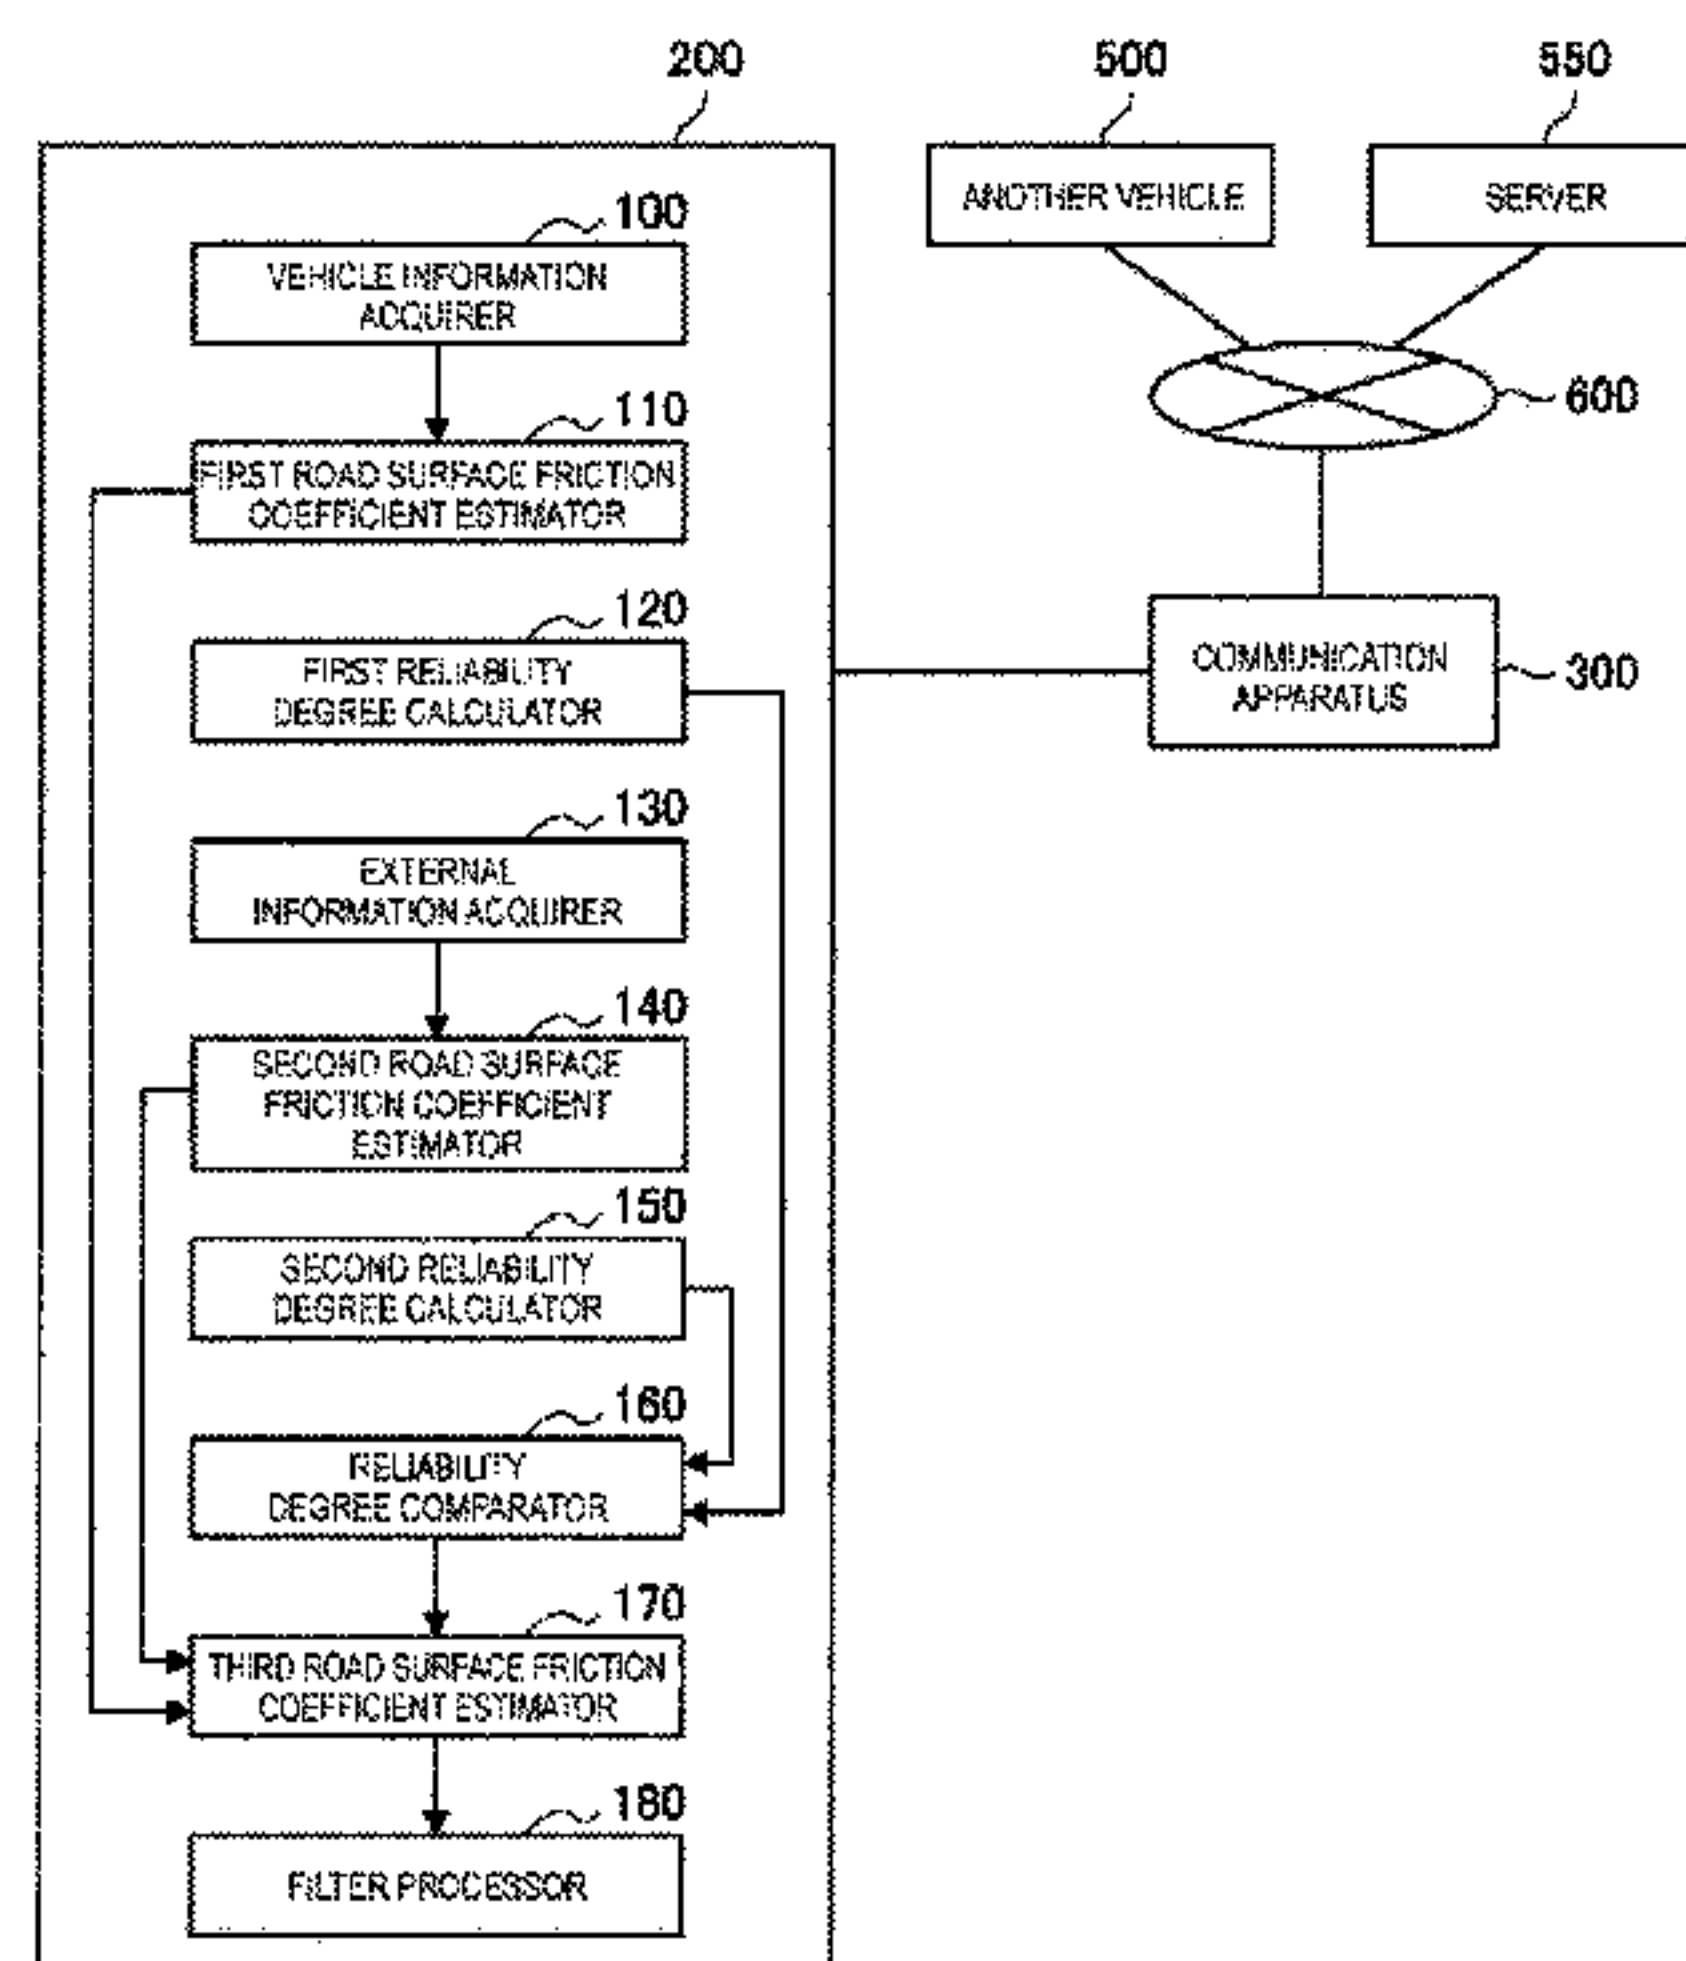 200
500
550
100
ANOTHER VEHICLE
SERVER
VEHICLE INFORMATION
ACQUIRER
600
110
FIRST ROAD SURFACE FRICTION
COEFFICIENT ESTIMATOR
120
COMMUNICATION
APPARATUS
300
FIRST RELIABILITY
DEGREE CALCULATOR
130
EXTERNAL
INFORMATION ACQUIRER
140
SECOND ROAD SURFACE
FRICTION COEFFICIENT
ESTIMATOR
150
SECOND RELIABILITY
DEGREE CALCULATOR
160
RELIABILITY
DEGREE COMPARATOR
170
THIRD ROAD SURFACE FRICTION
COEFFICIENT ESTIMATOR
180
FILTER PROCESSOR